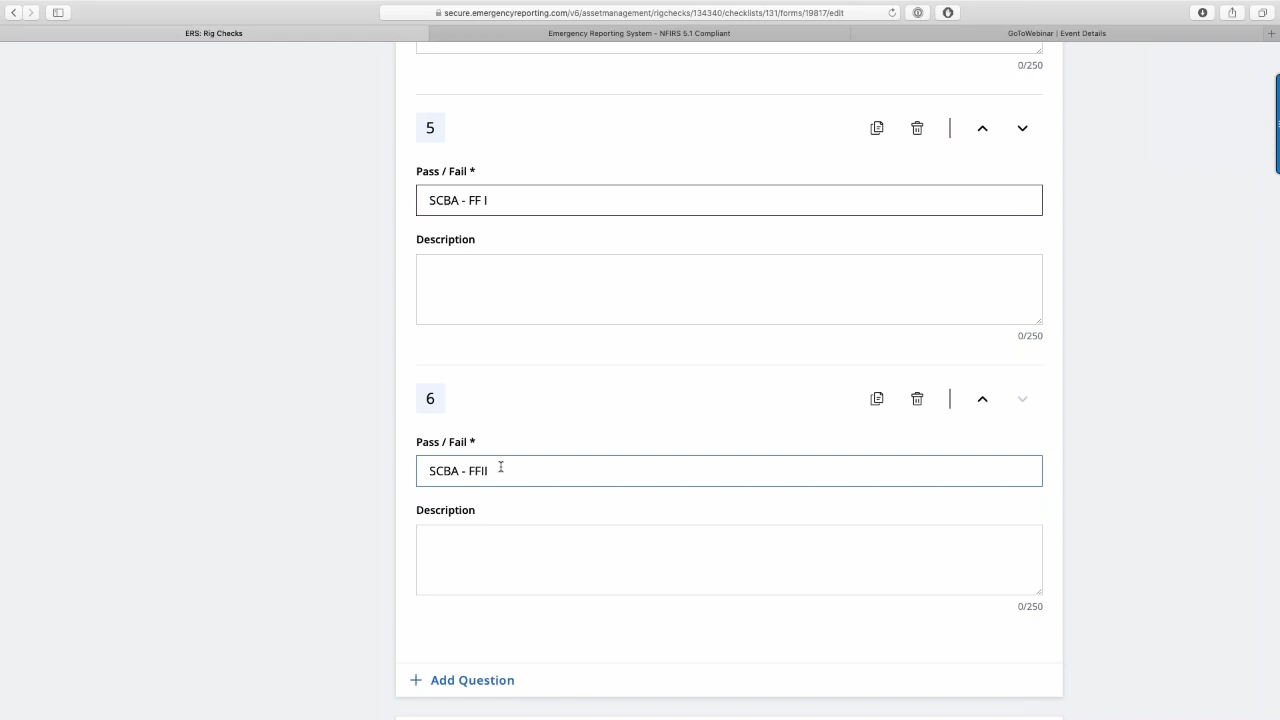 secure.emergencyreporting.com/v6/assetmanagement/rigchecks/134340/checklists/131/forms/19817/edit
ERS: Rig Checks
Emergency Reporting System - NFIRS 5.1 Compliant
GoToWebinar | Event Details
0/250
5
Pass / Fail *
SCBA - FF I
Description
0/250
6
Pass / Fail *
SCBA - FFII
Description
0/250
Add Question